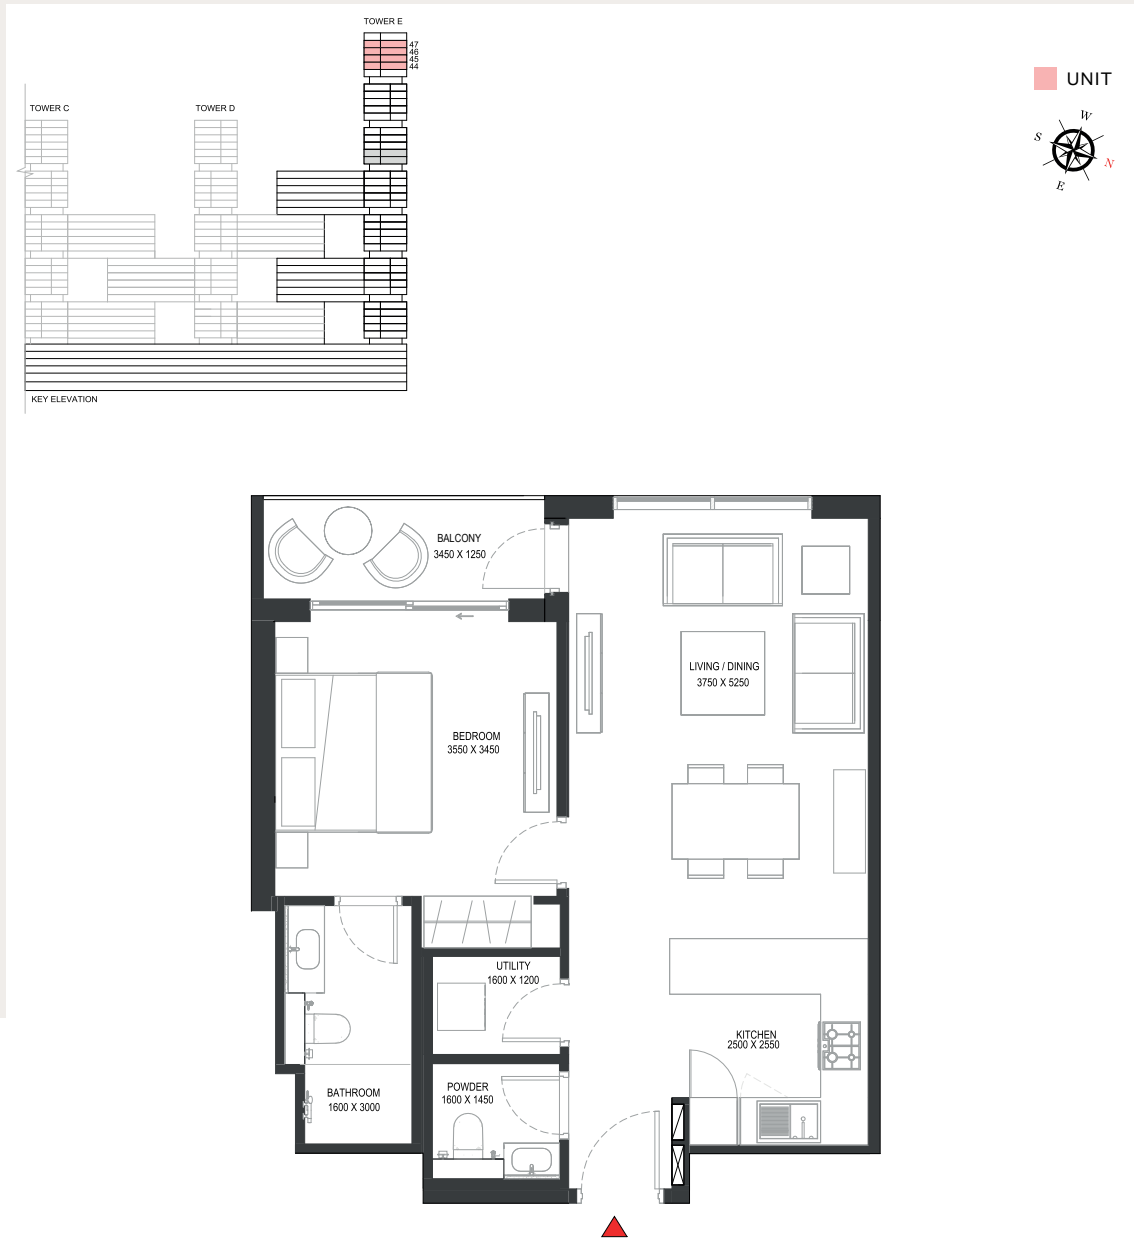 TOWER E
47
46
45
44
UNIT
TOWER C
TOWER D
W
S
N
E
KEY ELEVATION
BALCONY
3450 X 1250
LIVING / DINING
3750 X 5250
BEDROOM
3550 X 3450
UTILITY
1600 X 1200
KITCHEN
2500 X 2550
POWDER
1600 X 1450
BATHROOM
1600 X 3000